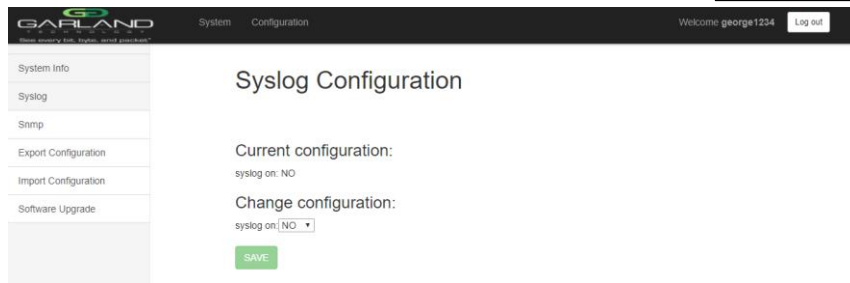 GARLAND
TECHNOLOGY
See every bit, byte, and packet®
System Configuration
Welcome george1234 Log out
System Info
Syslog
Snmp
Export Configuration
Import Configuration
Software Upgrade
Syslog Configuration
Current configuration:
syslog on: NO
Change configuration:
syslog on: NO
SAVE